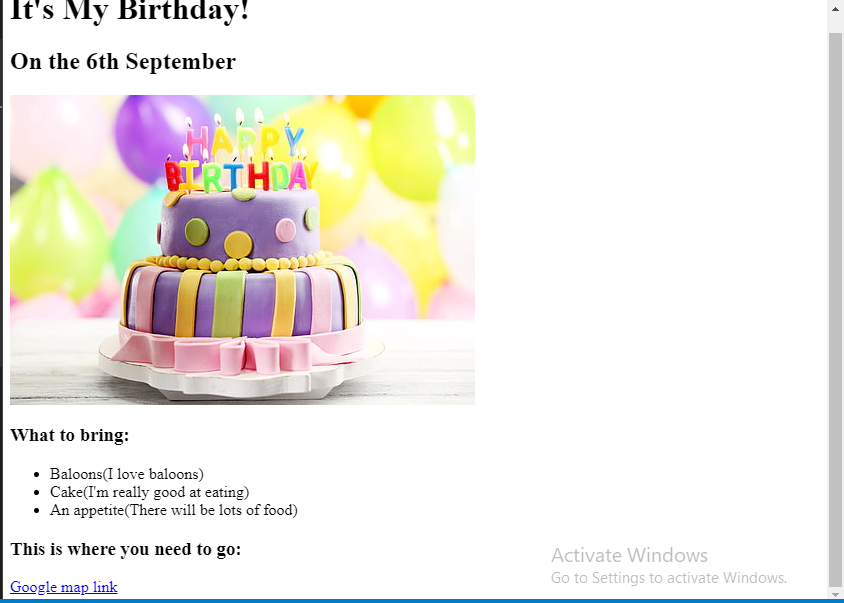 It's My Birthday!
On the 6th September
HAPPY
BIRTHDAY
What to bring:
Baloons(I love baloons)
Cake(I'm really good at eating)
An appetite(There will be lots of food)
This is where you need to go:
Activate Windows
Go to Settings to activate Windows.
Google map link